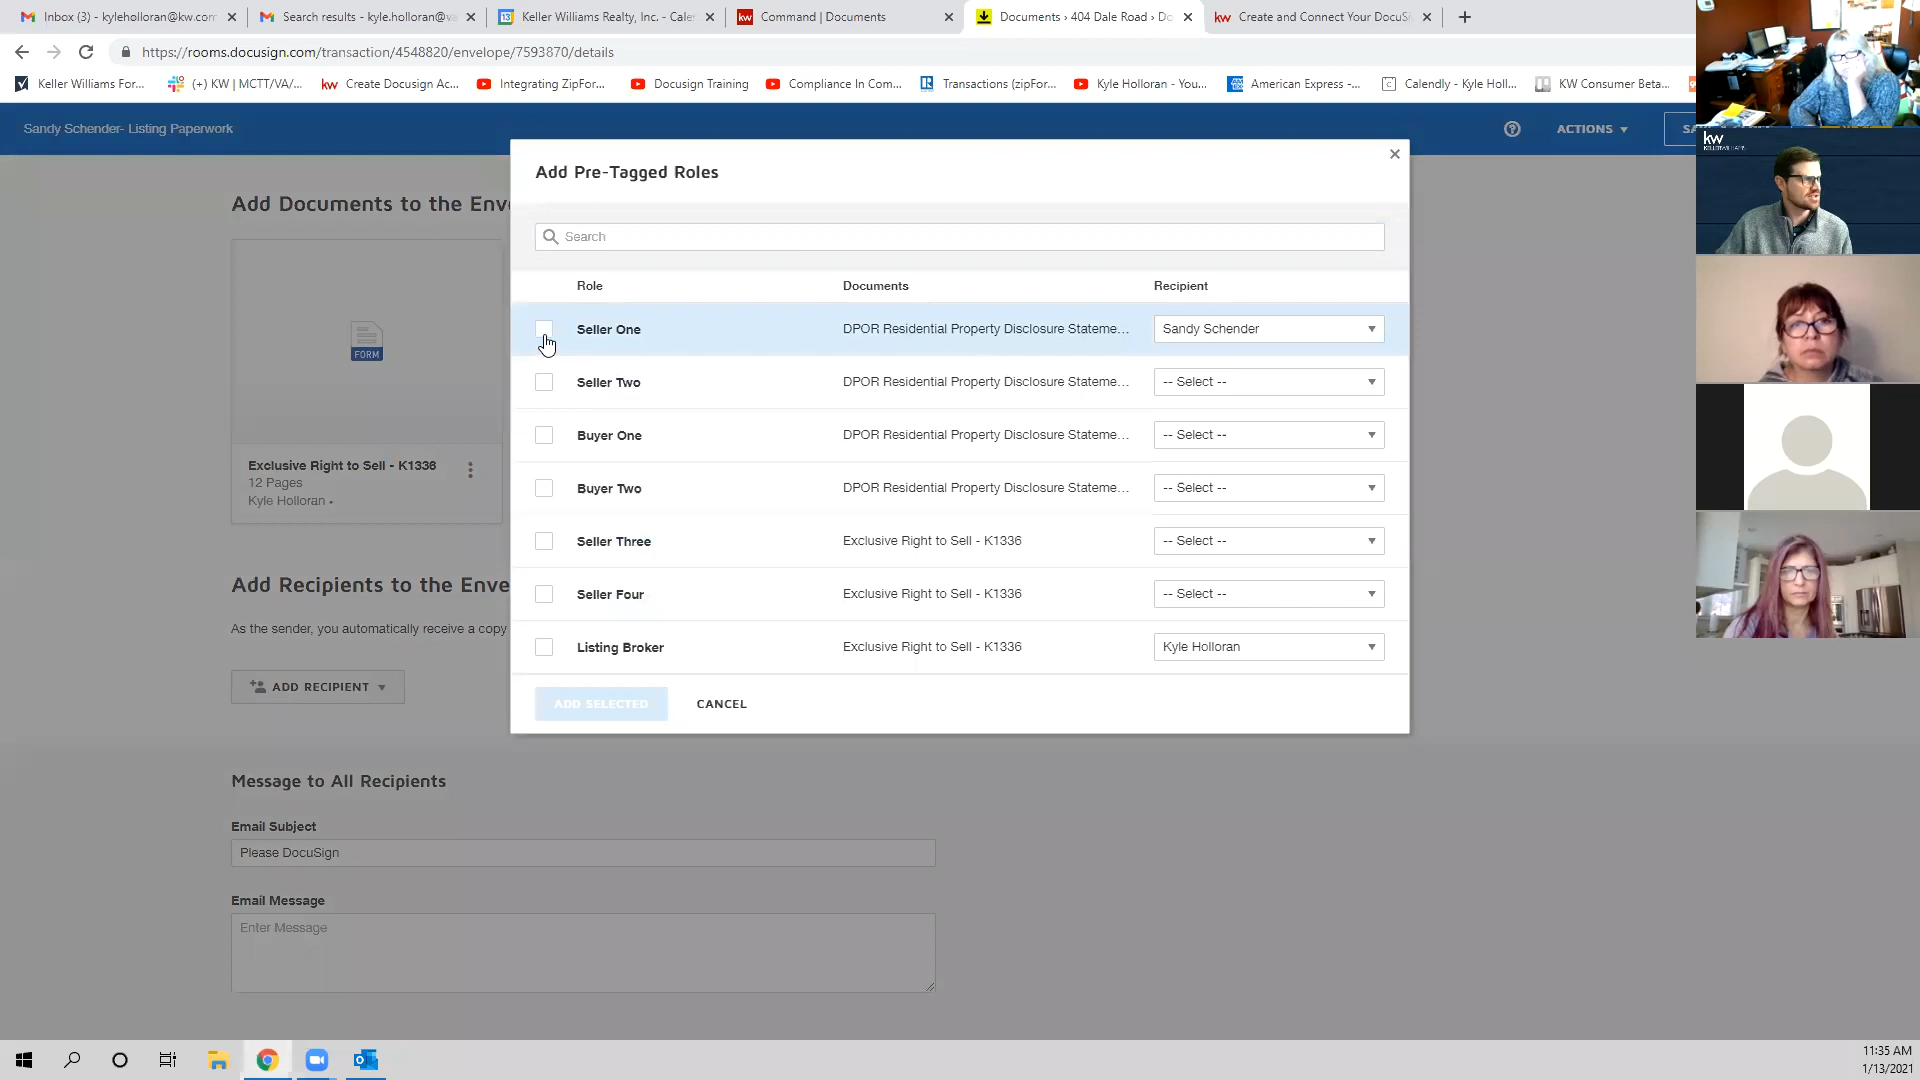 Inbox (3) - kyleholloran@kw.com
Search results - kyle.holloran@va
Keller Williams Realty, Inc. - Cale
Command | Documents
Documents › 404 Dale Road › Do
Create and Connect Your DocuS
https://rooms.docusign.com/transaction/4548820/envelope/7593870/details
Keller Williams For...
(+) KW | MCTT/VA/...
Create Docusign Ac...
Integrating ZipFor...
Docusign Training
Compliance In Com...
Transactions (zipFor...
Kyle Holloran - You...
American Express -...
Calendly - Kyle Holl...
KW Consumer Beta...
Sandy Schender- Listing Paperwork
ACTIONS
Add Documents to the Enve
FORM
Exclusive Right to Sell - K1336
12 Pages
Kyle Holloran -
Add Recipients to the Enve
As the sender, you automatically receive a copy
ADD RECIPIENT
Message to All Recipients
Email Subject
Please DocuSign
Email Message
Enter Message
Add Pre-Tagged Roles
Search
Role Documents Recipient
Seller One DPOR Residential Property Disclosure Stateme... Sandy Schender
Seller Two DPOR Residential Property Disclosure Stateme... -- Select --
Buyer One DPOR Residential Property Disclosure Stateme... -- Select --
Buyer Two DPOR Residential Property Disclosure Stateme... -- Select --
Seller Three Exclusive Right to Sell - K1336 -- Select --
Seller Four Exclusive Right to Sell - K1336 -- Select --
Listing Broker Exclusive Right to Sell - K1336 Kyle Holloran
ADD SELECTED CANCEL
kw
KELLERWILLIAMS
11:35 AM
1/13/2021